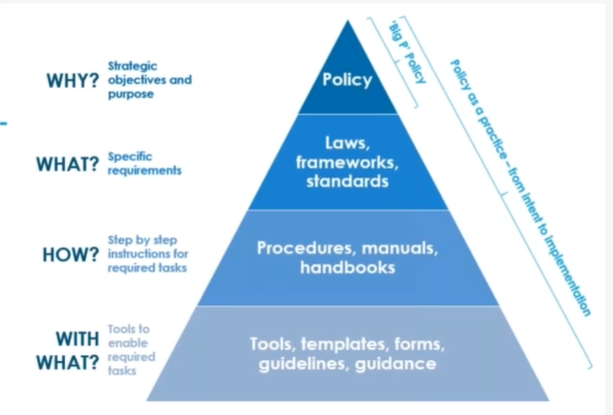 WHY?
Strategic
objectives and
purpose
Policy
'Big P' Policy
Policy as a practice – from intent to implementation
WHAT?
Specific
requirements
Laws,
frameworks,
standards
HOW?
Step by step
instructions for
required tasks
Procedures, manuals,
handbooks
WITH
WHAT?
Tools to
enable
required
tasks
Tools, templates, forms,
guidelines, guidance